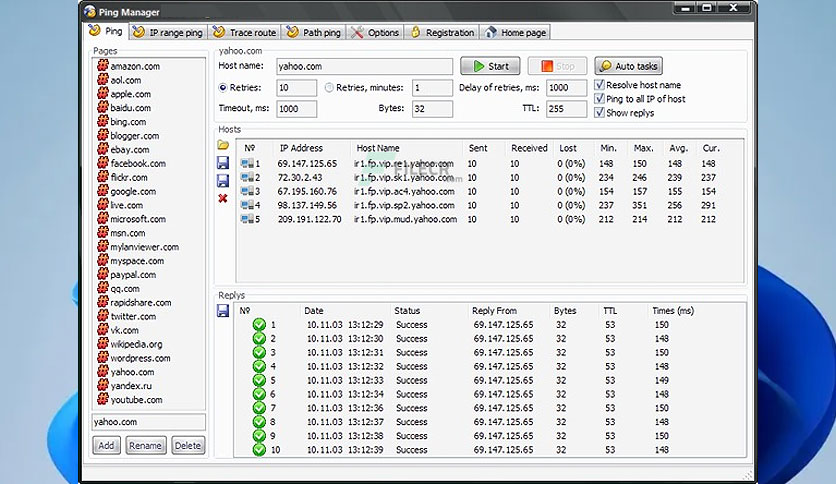 Ping Manager
Ping IP range ping Trace route Path ping Options Registration Home page
Pages
amazon.com
aol.com
apple.com
baidu.com
bing.com
blogger.com
ebay.com
facebook.com
flickr.com
google.com
live.com
microsoft.com
msn.com
mylanviewer.com
myspace.com
paypal.com
qq.com
rapidshare.com
twitter.com
vk.com
wikipedia.org
wordpress.com
yahoo.com
yandex.ru
youtube.com
yahoo.com
Add Rename Delete
yahoo.com
Host name: yahoo.com Start Stop Auto tasks
Retries: 10 Retries, minutes: 1 Delay of retries, ms: 1000 Resolve host name
Timeout, ms: 1000 Bytes: 32 TTL: 255 Ping to all IP of host
Show replys
Hosts
№ IP Address Host Name Sent Received Lost Min. Max. Avg. Cur.
1 69.147.125.65 ir1.fp.vip.re1.yahoo.com 10 10 0 (0%) 148 150 148 148
2 72.30.2.43 ir1.fp.vip.sk1.yahoo.com 10 10 0 (0%) 234 246 239 237
3 67.195.160.76 ir1.fp.vip.ac4.yahoo.com 10 10 0 (0%) 154 157 155 154
4 98.137.149.56 ir1.fp.vip.sp2.yahoo.com 10 10 0 (0%) 237 351 256 291
5 209.191.122.70 ir1.fp.vip.mud.yahoo.com 10 10 0 (0%) 212 214 212 212
FILECR
.com
Replys
№ Date Status Reply From Bytes TTL Times (ms)
1 10.11.03 13:12:29 Success 69.147.125.65 32 53 150
2 10.11.03 13:12:30 Success 69.147.125.65 32 53 148
3 10.11.03 13:12:31 Success 69.147.125.65 32 53 150
4 10.11.03 13:12:32 Success 69.147.125.65 32 53 148
5 10.11.03 13:12:33 Success 69.147.125.65 32 53 149
6 10.11.03 13:12:34 Success 69.147.125.65 32 53 148
7 10.11.03 13:12:36 Success 69.147.125.65 32 53 150
8 10.11.03 13:12:37 Success 69.147.125.65 32 53 148
9 10.11.03 13:12:38 Success 69.147.125.65 32 53 150
10 10.11.03 13:12:39 Success 69.147.125.65 32 53 148